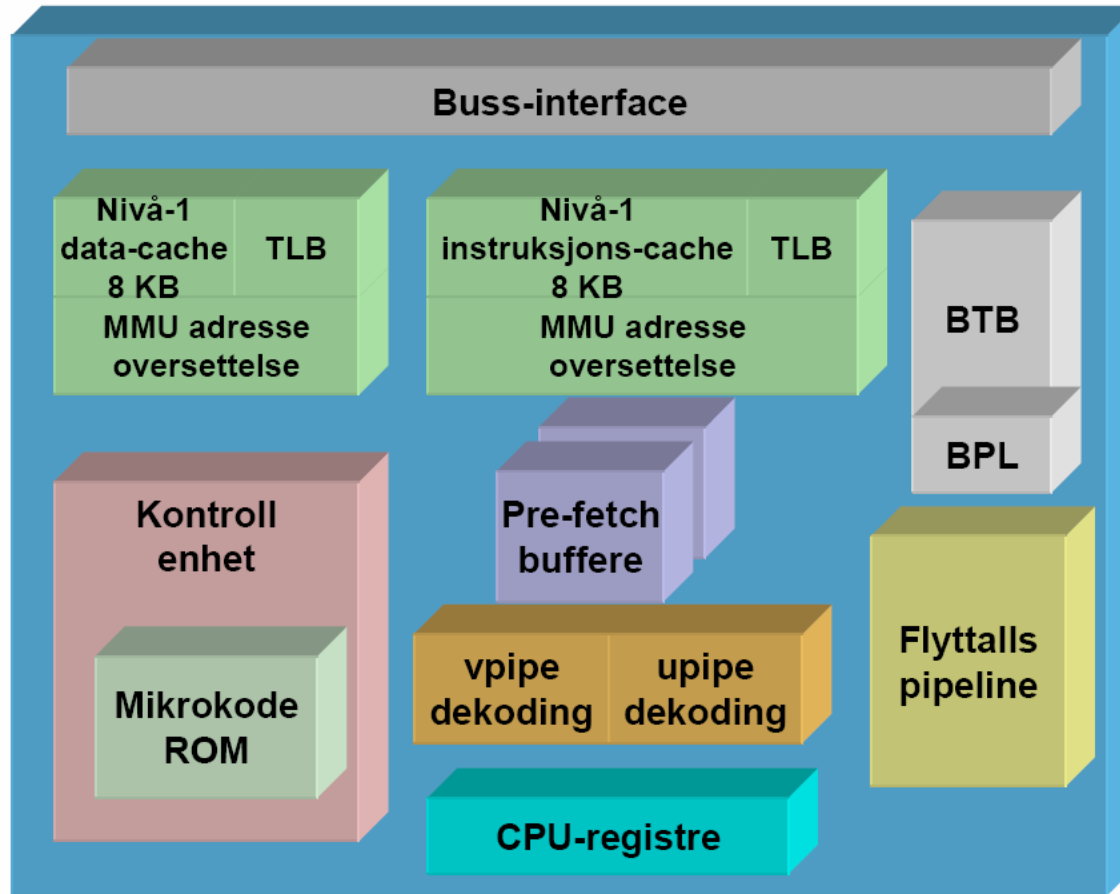 Buss-interface
Nivå-1
data-cache
8 KB
TLB
MMU adresse
oversettelse
Nivå-1
instruksjons-cache
8 KB
TLB
MMU adresse
oversettelse
BTB
BPL
Kontroll
enhet
Mikrokode
ROM
Pre-fetch
buffere
vpipe
dekoding
upipe
dekoding
Flyttalls
pipeline
CPU-registre